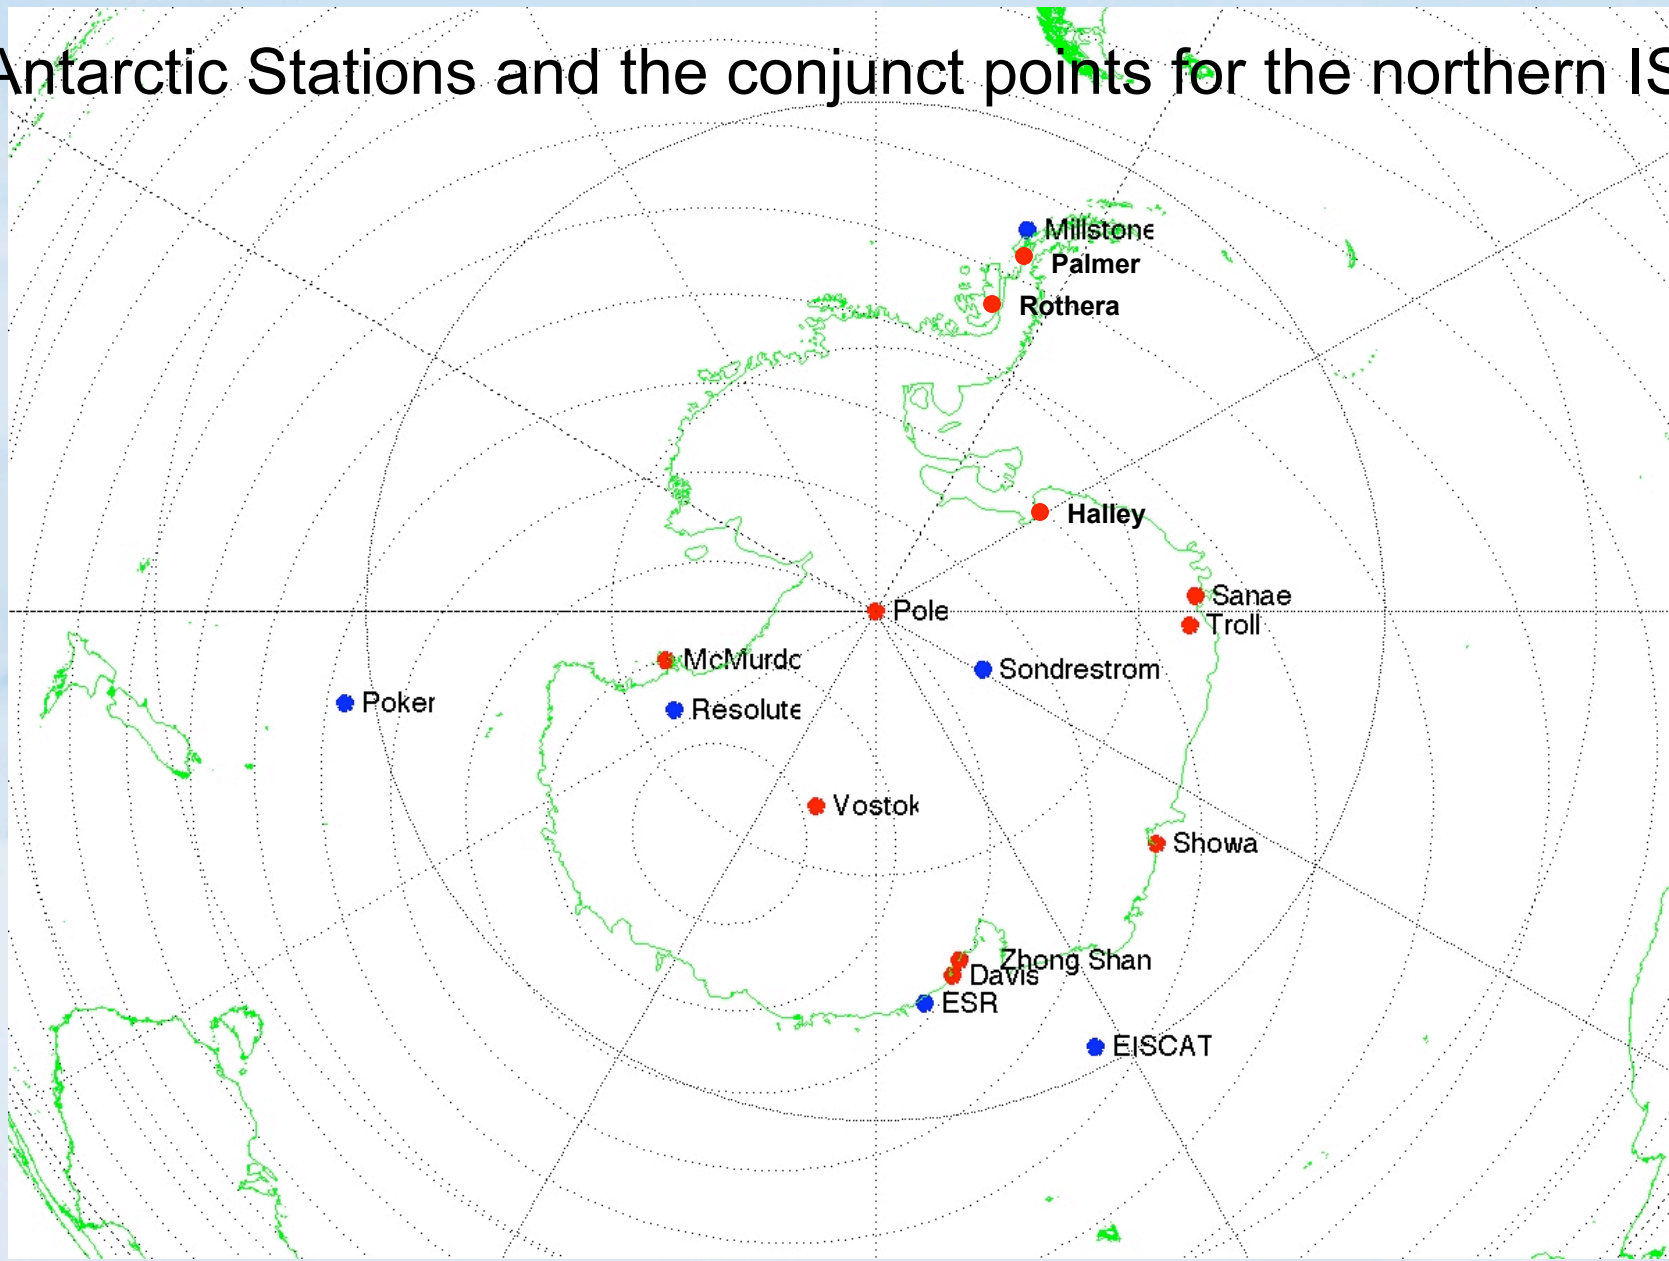 Antarctic Stations and the conjunct points for the northern IS
Millstone
Palmer
Rothera
Halley
Sanae
Pole
Troll
McMurdo
Sondrestrom
Poker
Resolute
Vostok
Showa
Zhong Shan
Davis
ESR
EISCAT